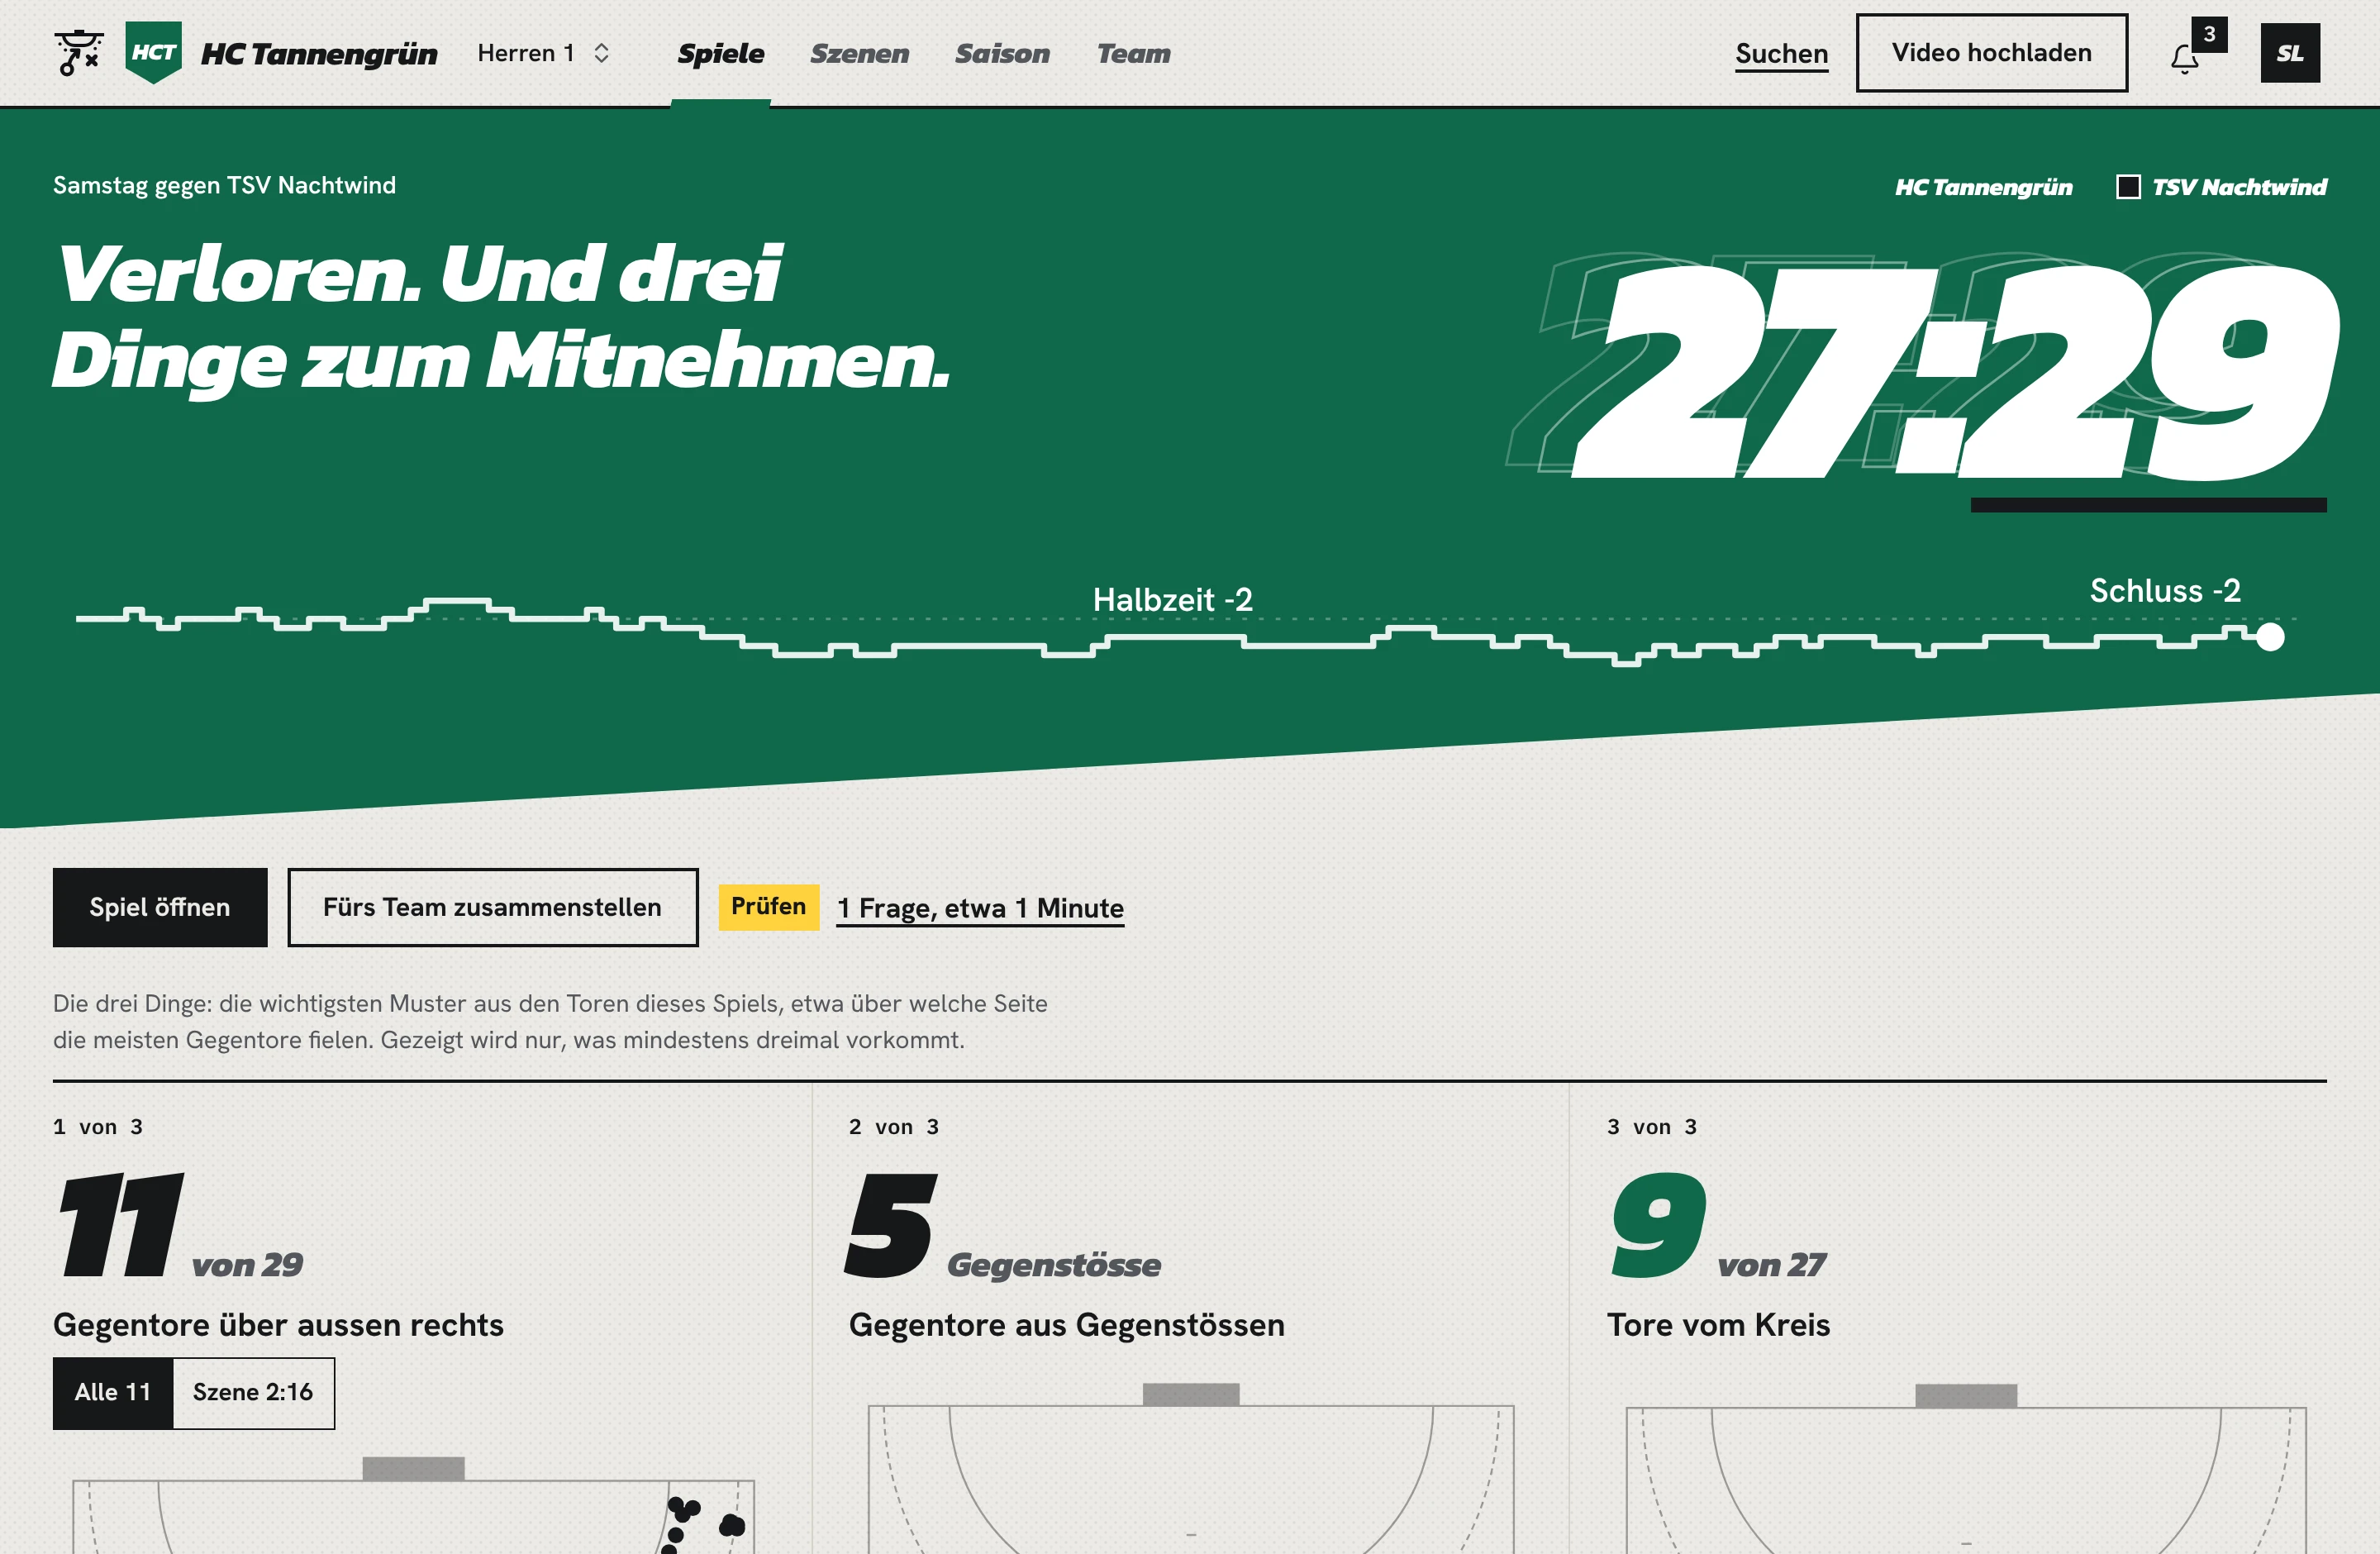 HCT HC Tannengrün Herren 1 Spiele Szenen Saison Team Suchen Video hochladen 3 SL
Samstag gegen TSV Nachtwind
HC Tannengrün TSV Nachtwind
Verloren. Und drei
Dinge zum Mitnehmen.
27:29
Halbzeit -2
Schluss -2
Spiel öffnen Fürs Team zusammenstellen Prüfen 1 Frage, etwa 1 Minute
Die drei Dinge: die wichtigsten Muster aus den Toren dieses Spiels, etwa über welche Seite
die meisten Gegentore fielen. Gezeigt wird nur, was mindestens dreimal vorkommt.
1 von 3
11 von 29
Gegentore über aussen rechts
Alle 11 Szene 2:16
2 von 3
5 Gegenstösse
Gegentore aus Gegenstössen
3 von 3
9 von 27
Tore vom Kreis